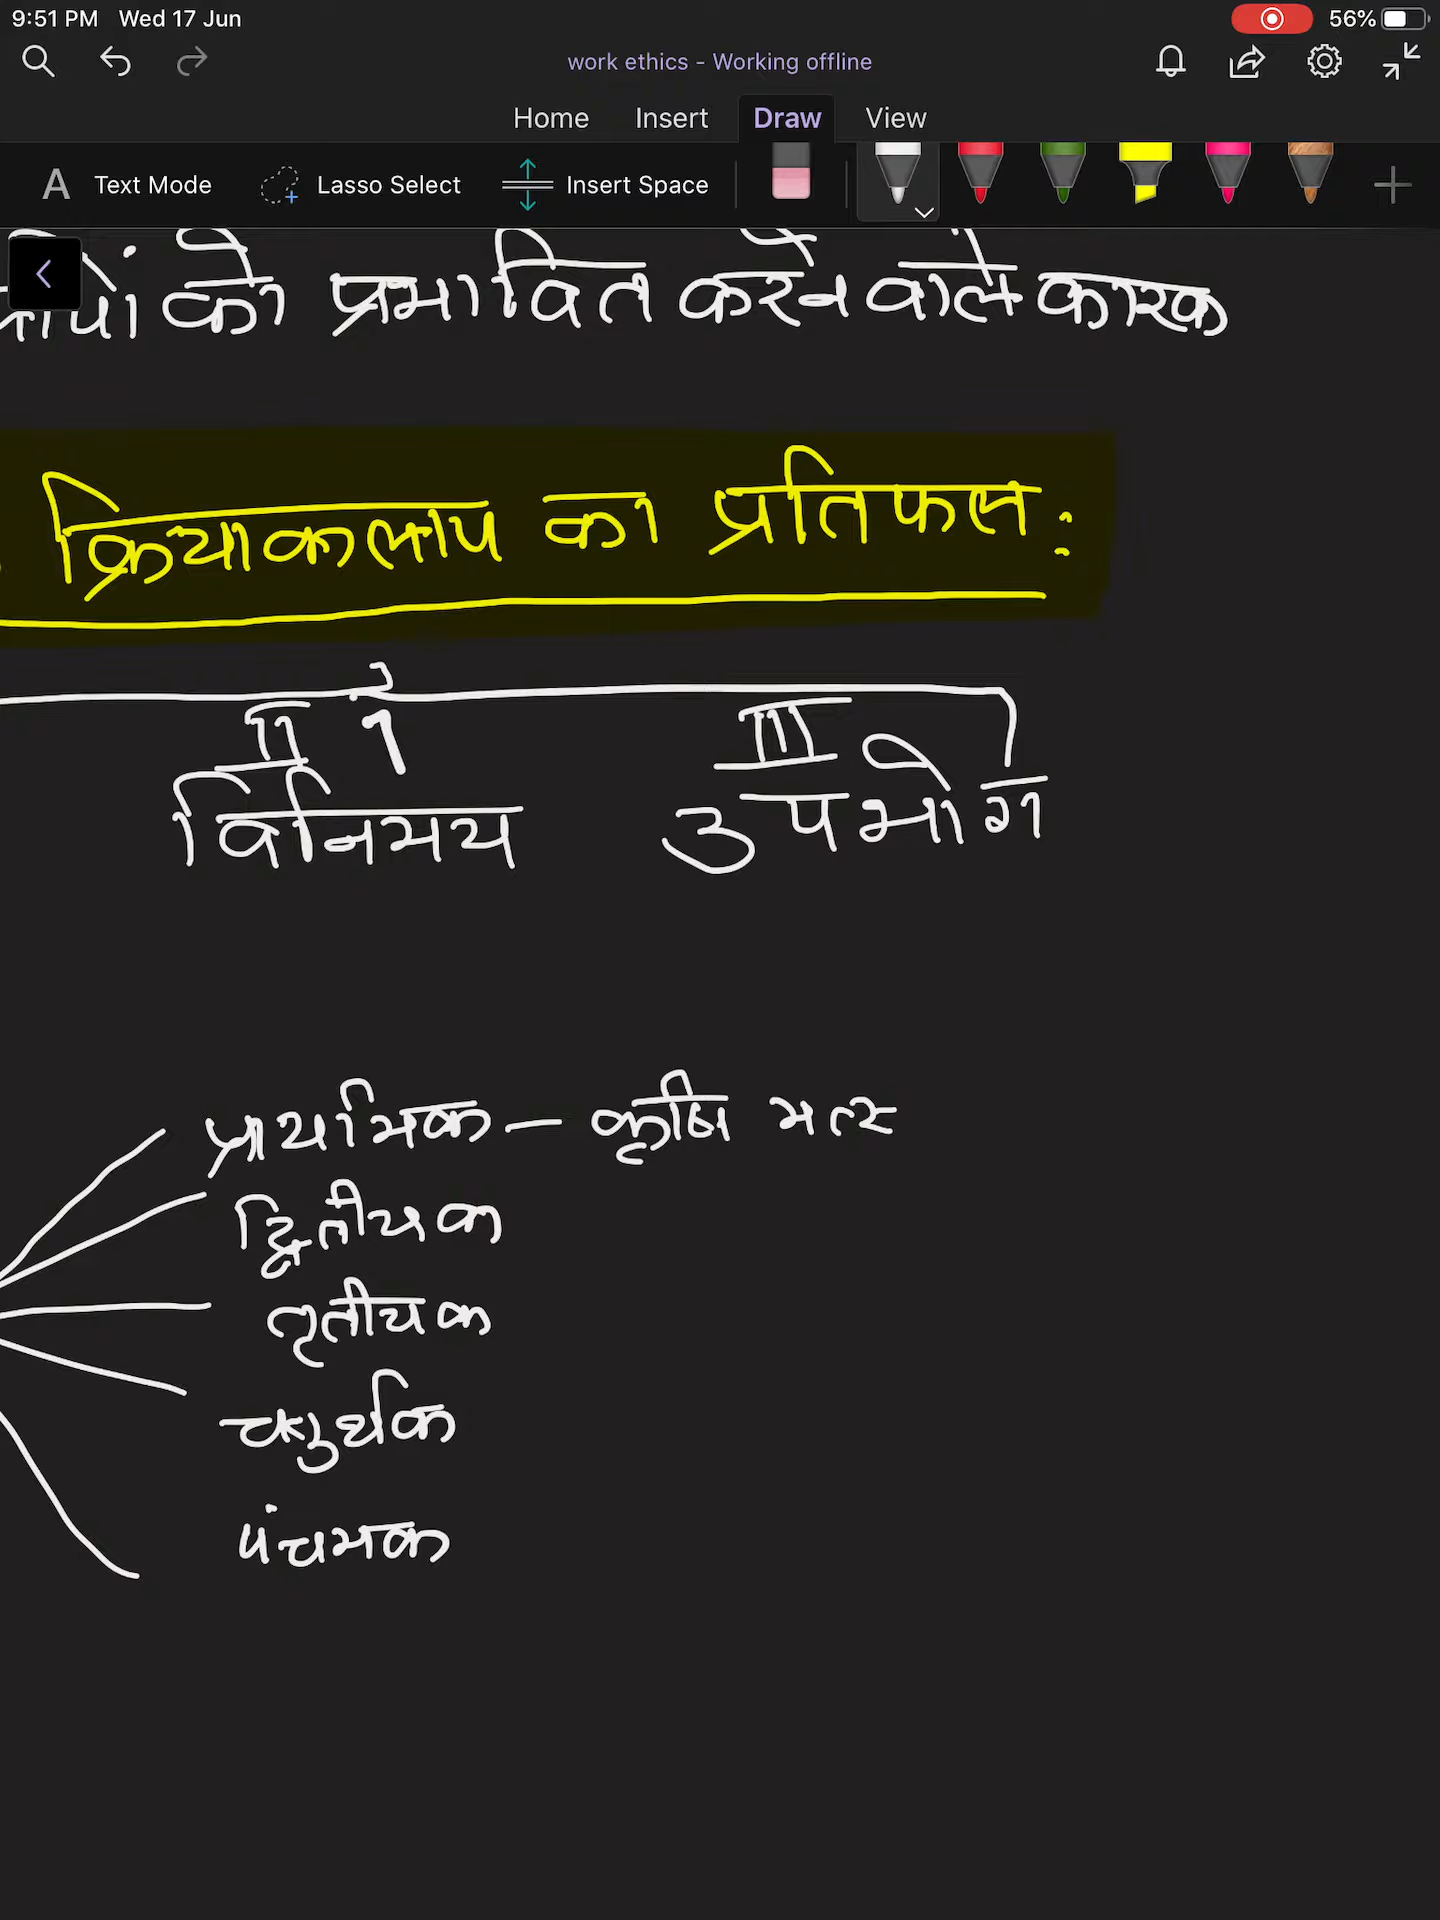 9:51 PM Wed 17 Jun 56%
work ethics - Working offline
Home Insert Draw View
A Text Mode Lasso Select Insert Space
को प्रभावित करने वाले कारक
क्रियाकलाप का प्रतिफल:
II III
विनिमय उपभोग
प्राथमिक – कृषि मत्स्
द्वितीयक
तृतीयक
चतुर्थक
पंचमक